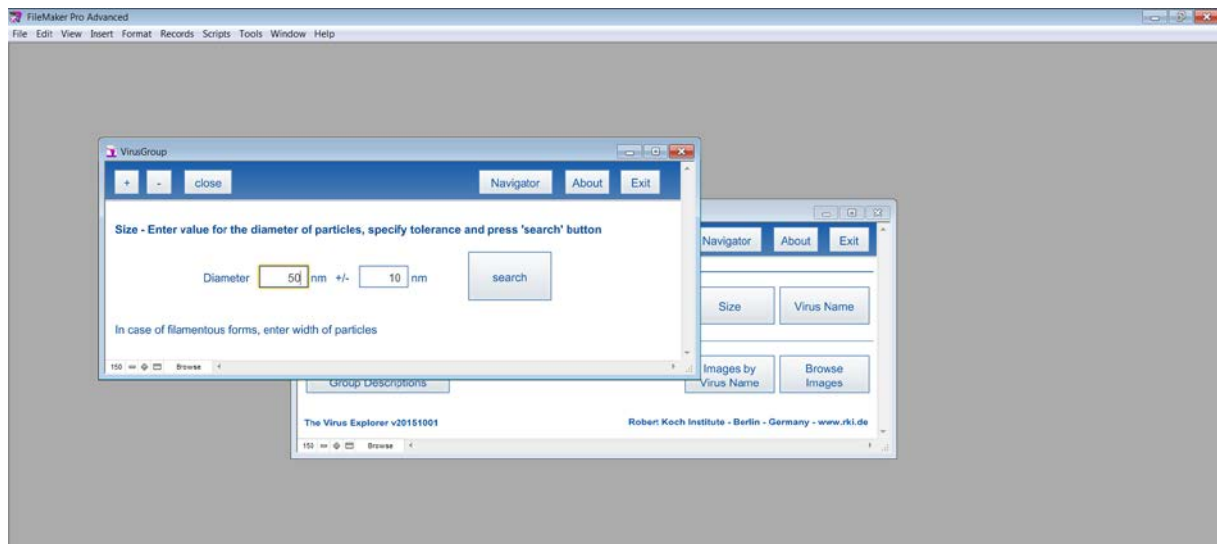 FileMaker Pro Advanced
File Edit View Insert Format Records Scripts Tools Window Help
VirusGroup
+ - close Navigator About Exit
Size - Enter value for the diameter of particles, specify tolerance and press 'search' button
Diameter 50 nm +/- 10 nm search
In case of filamentous forms, enter width of particles
150 Browse
Navigator About Exit
Size Virus Name
Group Descriptions
Images by Virus Name
Browse Images
The Virus Explorer v20151001 Robert Koch Institute - Berlin - Germany - www.rki.de
150 Browse